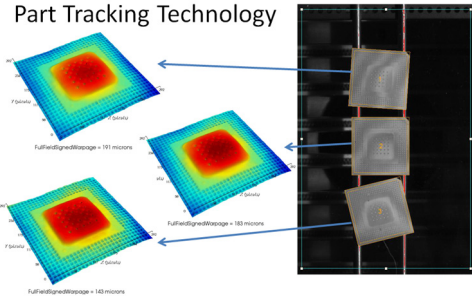 Part Tracking Technology
FullFieldSignedWarpage = 191 microns
FullFieldSignedWarpage = 183 microns
FullFieldSignedWarpage = 143 microns